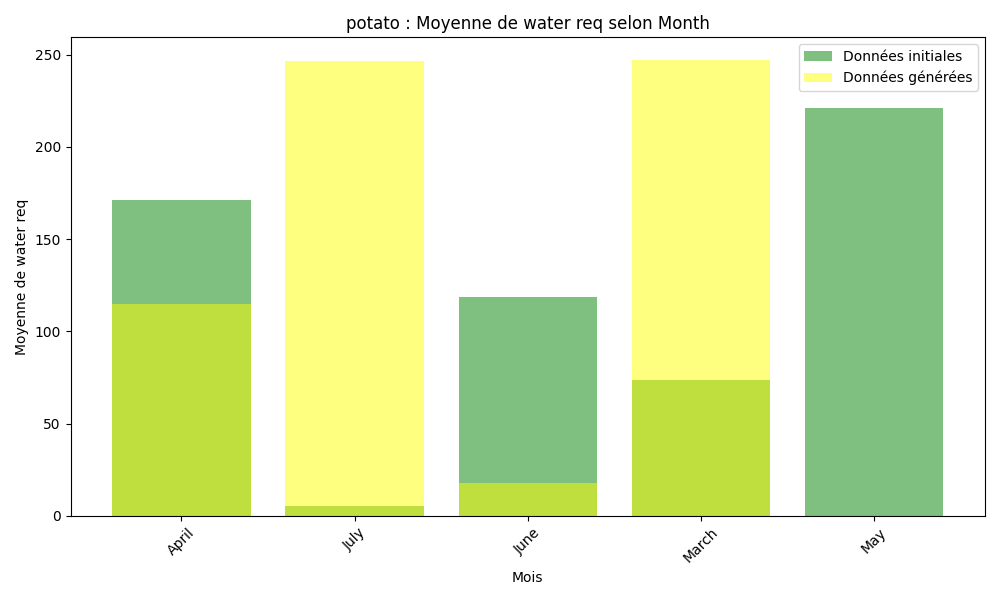 potato : Moyenne de water req selon Month
Données initiales
Données générées
Moyenne de water req
250
200
150
100
50
0
April
July
June
March
May
Mois